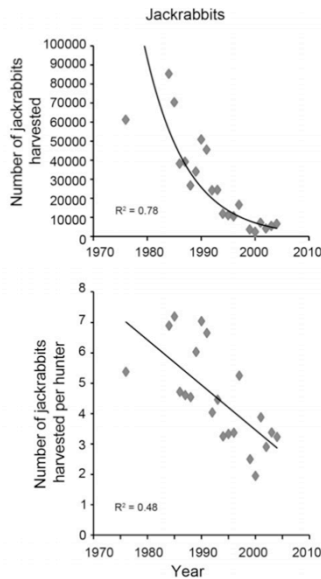 Jackrabbits
Number of jackrabbits
harvested
100000
90000
80000
70000
60000
50000
40000
30000
20000
10000
0
R² = 0.78
1970 1980 1990 2000 2010
Number of jackrabbits
harvested per hunter
8
7
6
5
4
3
2
1
0
R² = 0.48
1970 1980 1990 2000 2010
Year